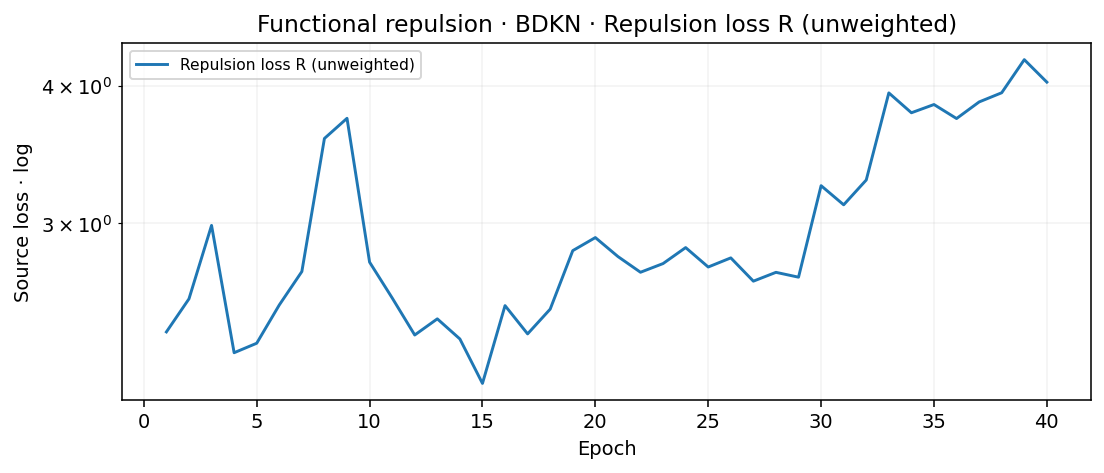 Functional repulsion · BDKN · Repulsion loss R (unweighted)
Repulsion loss R (unweighted)
4 × 10⁰
3 × 10⁰
Source loss · log
0 5 10 15 20 25 30 35 40
Epoch